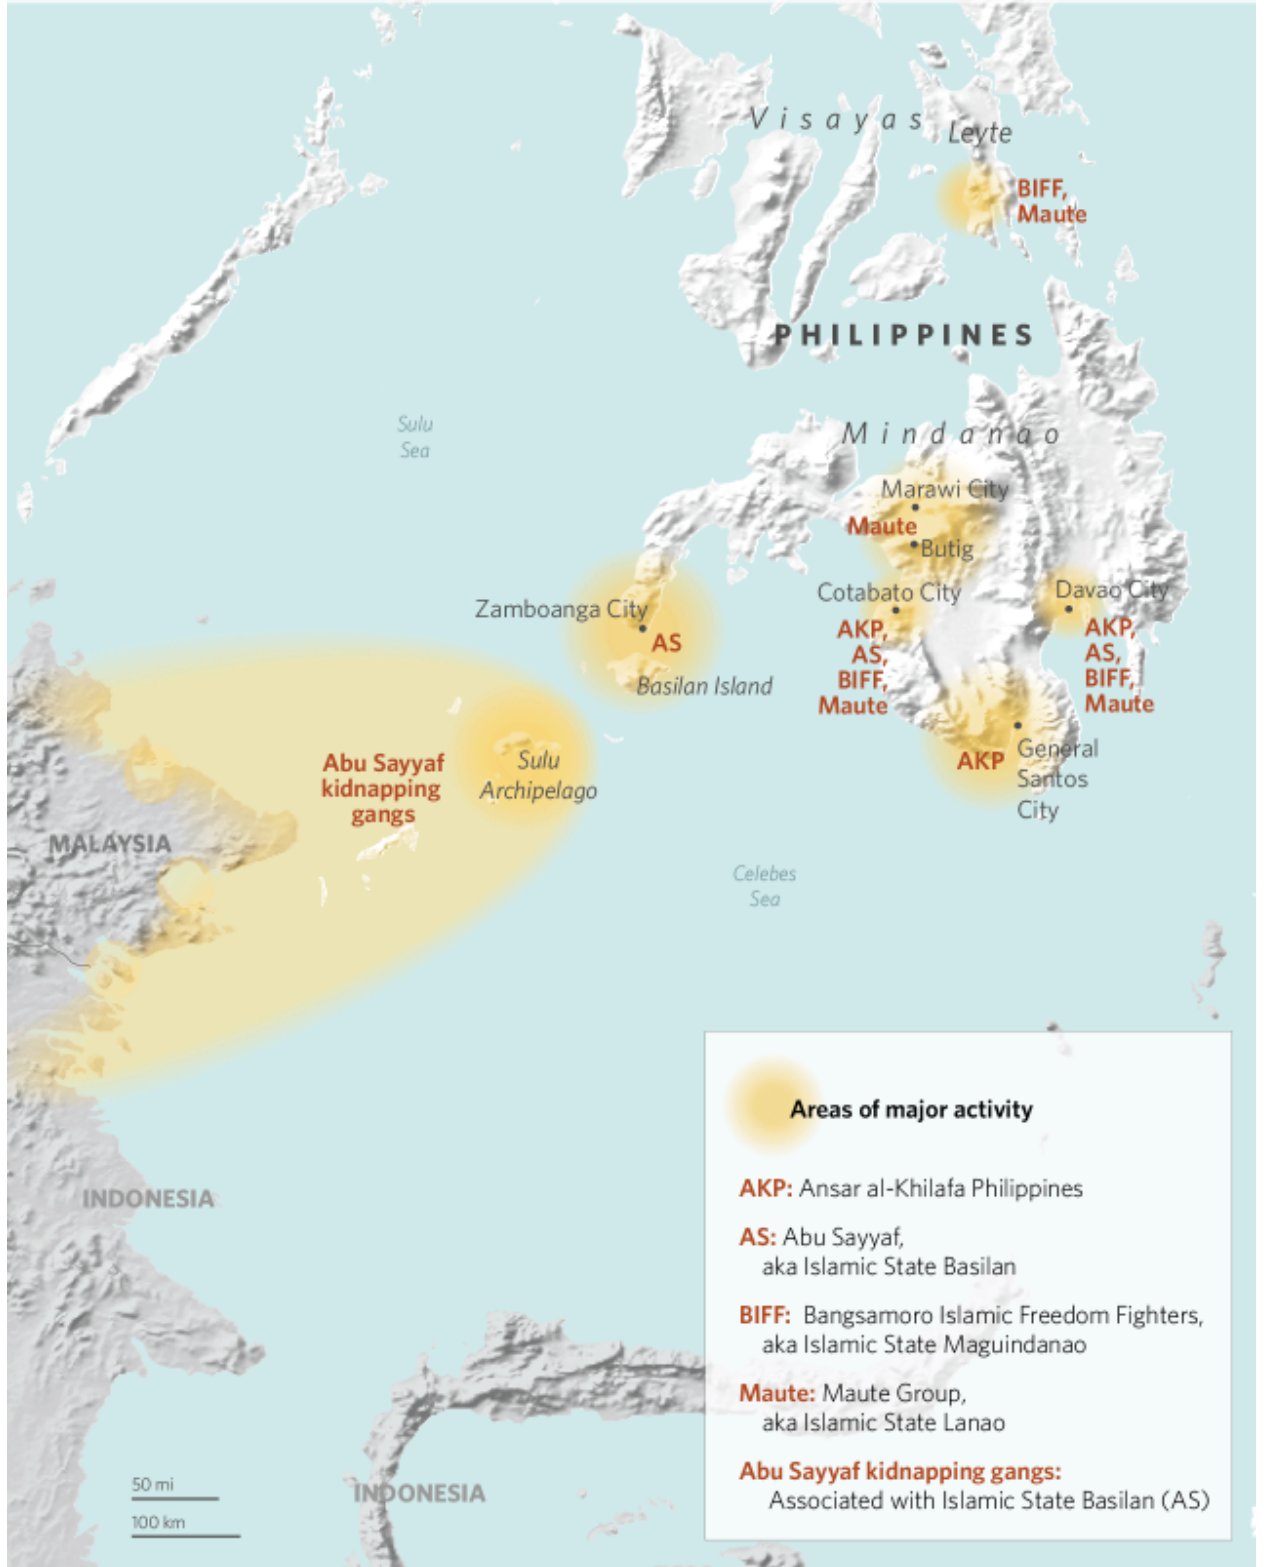 Visayas
Leyte
BIFF,
Maute
PHILIPPINES
Sulu
Sea
Mindanao
Marawi City
Maute
Butig
Cotabato City
Davao City
Zamboanga City
AS
Basilan Island
AKP,
AS,
BIFF,
Maute
AKP,
AS,
BIFF,
Maute
AKP
General
Santos
City
Abu Sayyaf
kidnapping
gangs
Sulu
Archipelago
MALAYSIA
Celebes
Sea
INDONESIA
INDONESIA
50 mi
100 km
Areas of major activity
AKP: Ansar al-Khilafa Philippines
AS: Abu Sayyaf,
aka Islamic State Basilan
BIFF: Bangsamoro Islamic Freedom Fighters,
aka Islamic State Maguindanao
Maute: Maute Group,
aka Islamic State Lanao
Abu Sayyaf kidnapping gangs:
Associated with Islamic State Basilan (AS)